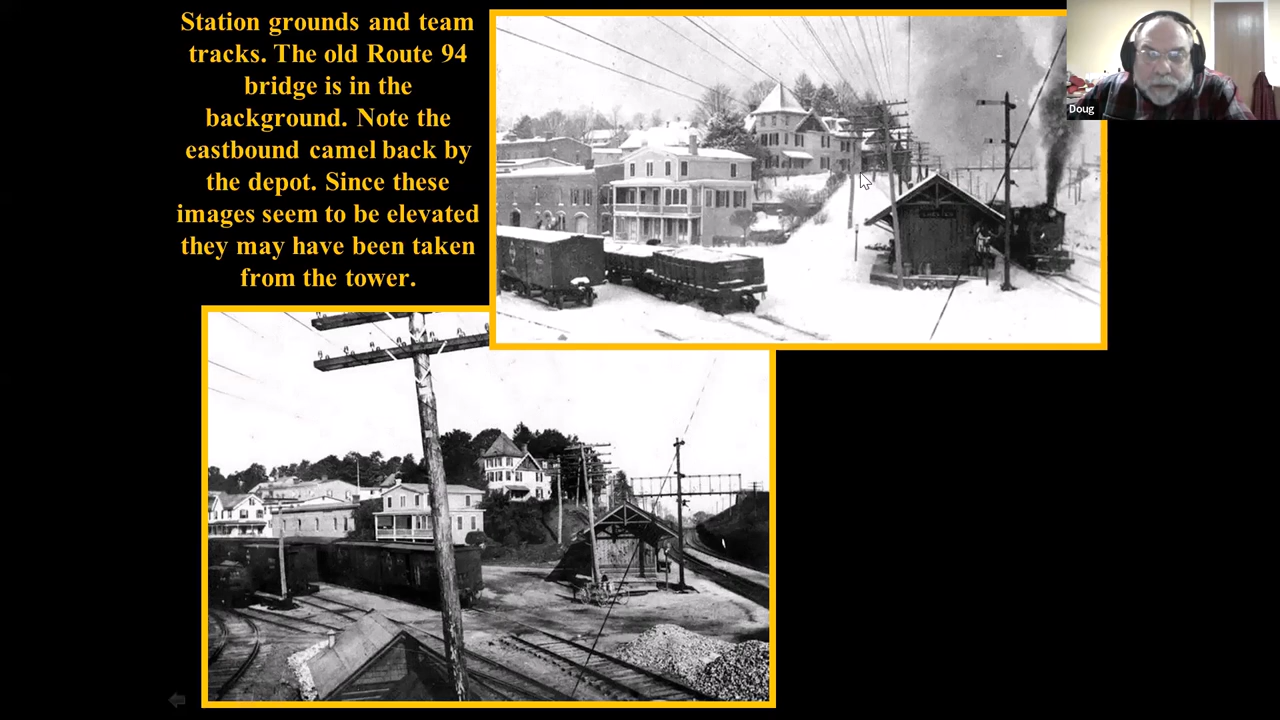 Station grounds and team
tracks. The old Route 94
bridge is in the
background. Note the
eastbound camel back by
the depot. Since these
images seem to be elevated
they may have been taken
from the tower.
Doug